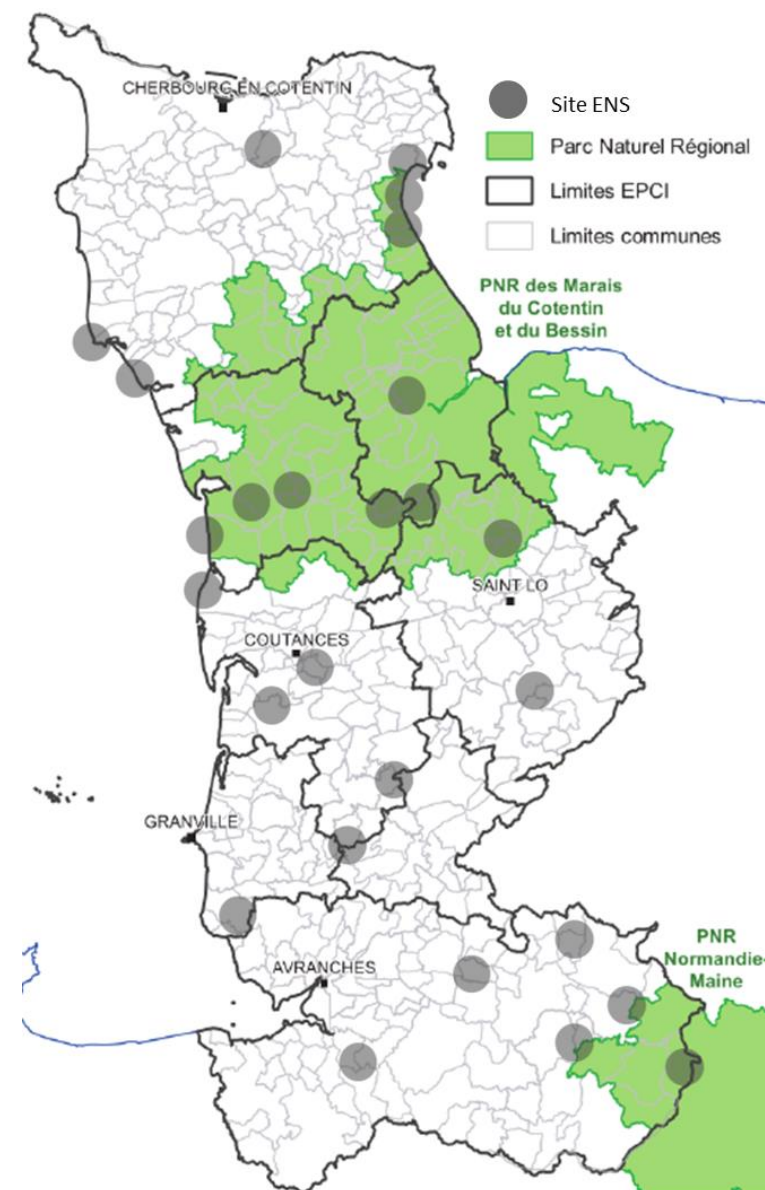 CHERBOURG EN COTENTIN
Site ENS
Parc Naturel Régional
Limites EPCI
Limites communes
PNR des Marais
du Cotentin
et du Bessin
SAINT LO
COUTANCES
GRANVILLE
AVRANCHES
PNR
Normandie-
Maine